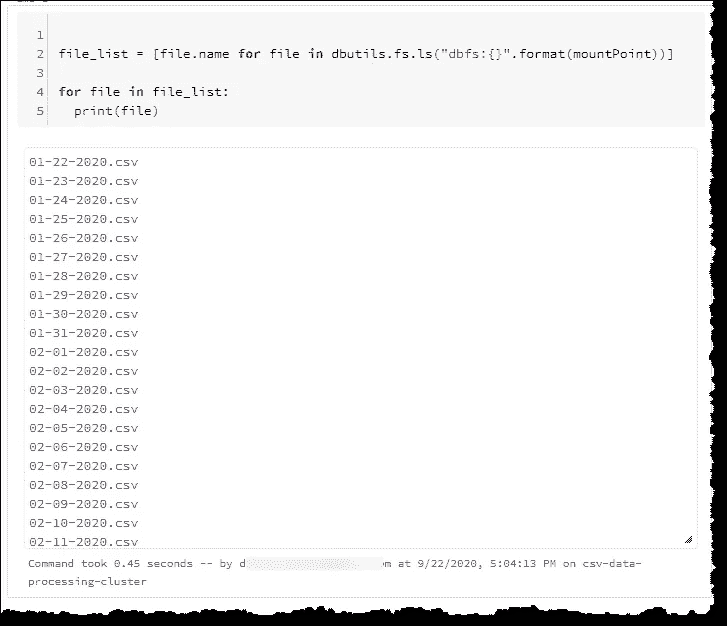 1
2 file_list = [file.name for file in dbutils.fs.ls("dbfs:{}".format(mountPoint))]
3
4 for file in file_list:
5 print(file)
01-22-2020.csv
01-23-2020.csv
01-24-2020.csv
01-25-2020.csv
01-26-2020.csv
01-27-2020.csv
01-28-2020.csv
01-29-2020.csv
01-30-2020.csv
01-31-2020.csv
02-01-2020.csv
02-02-2020.csv
02-03-2020.csv
02-04-2020.csv
02-05-2020.csv
02-06-2020.csv
02-07-2020.csv
02-08-2020.csv
02-09-2020.csv
02-10-2020.csv
02-11-2020.csv
Command took 0.45 seconds -- by d m at 9/22/2020, 5:04:13 PM on csv-data-
processing-cluster